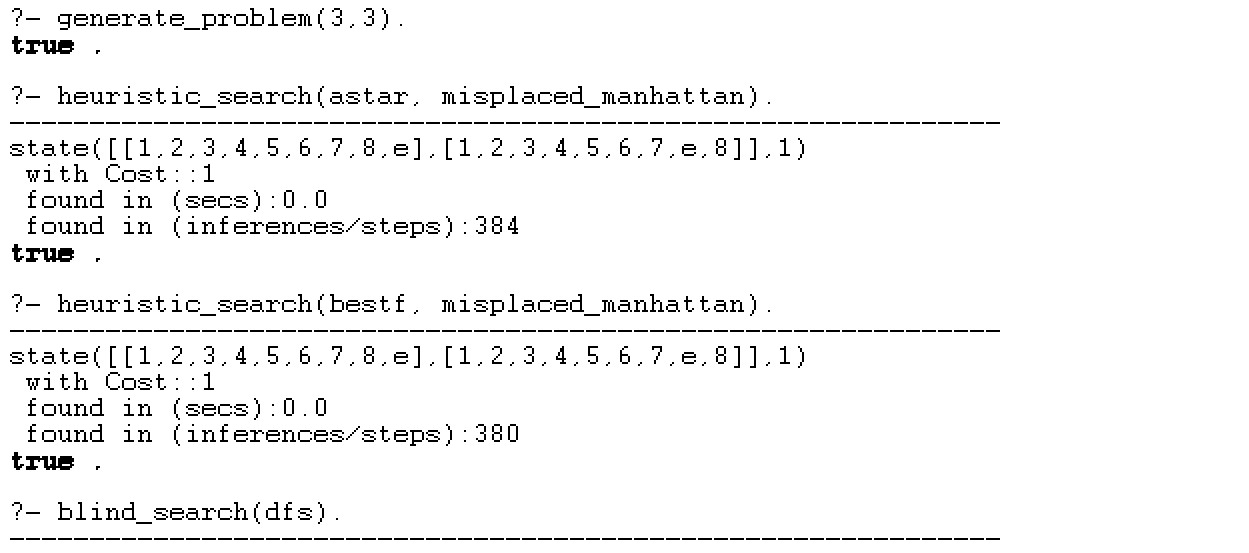 ?- generate_problem(3,3).
true .
?- heuristic_search(astar, misplaced_manhattan).
--------------------------------------------------------------
state([[1,2,3,4,5,6,7,8,e],[1,2,3,4,5,6,7,e,8]],1)
with Cost::1
found in (secs):0.0
found in (inferences/steps):384
true .
?- heuristic_search(bestf, misplaced_manhattan).
--------------------------------------------------------------
state([[1,2,3,4,5,6,7,8,e],[1,2,3,4,5,6,7,e,8]],1)
with Cost::1
found in (secs):0.0
found in (inferences/steps):380
true .
?- blind_search(dfs).
--------------------------------------------------------------